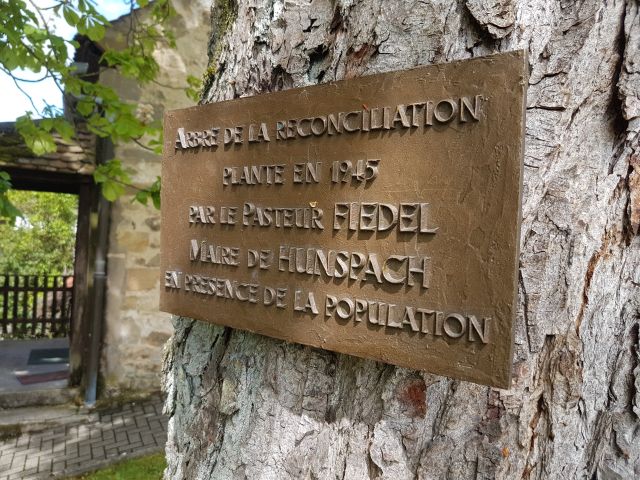 ARBRE DE LA RECONCILIATION
PLANTE EN 1945
PAR LE PASTEUR FIEDEL
MAIRE DE HUNSPACH
EN PRESENCE DE LA POPULATION